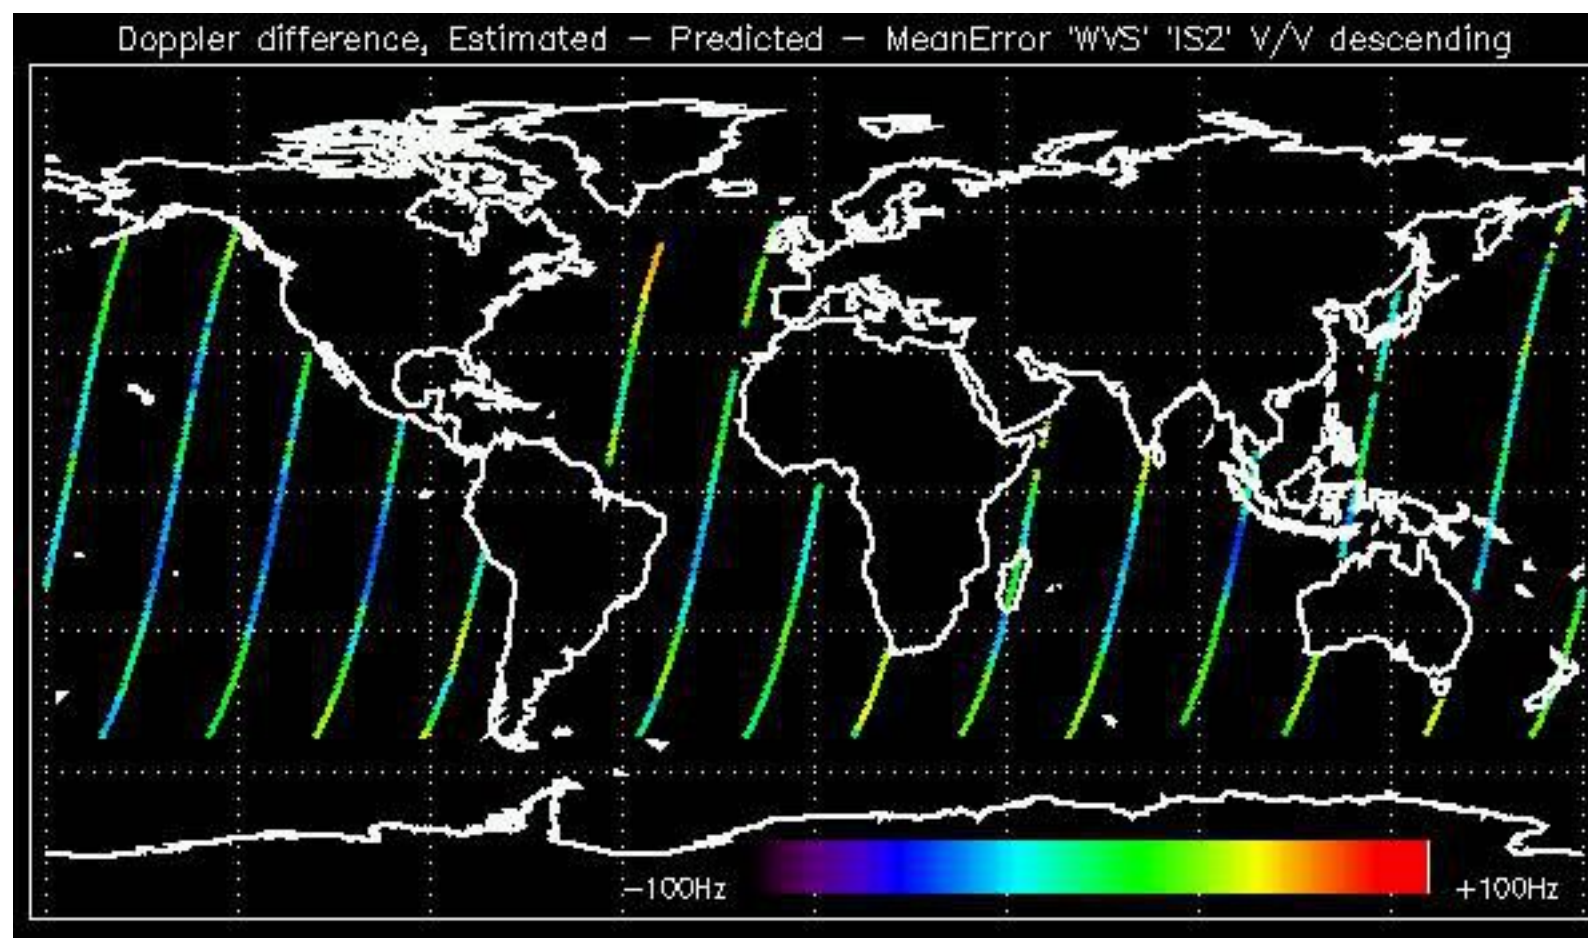 Doppler difference, Estimated – Predicted – MeanError 'WVS' 'IS2' V/V descending
−100Hz +100Hz